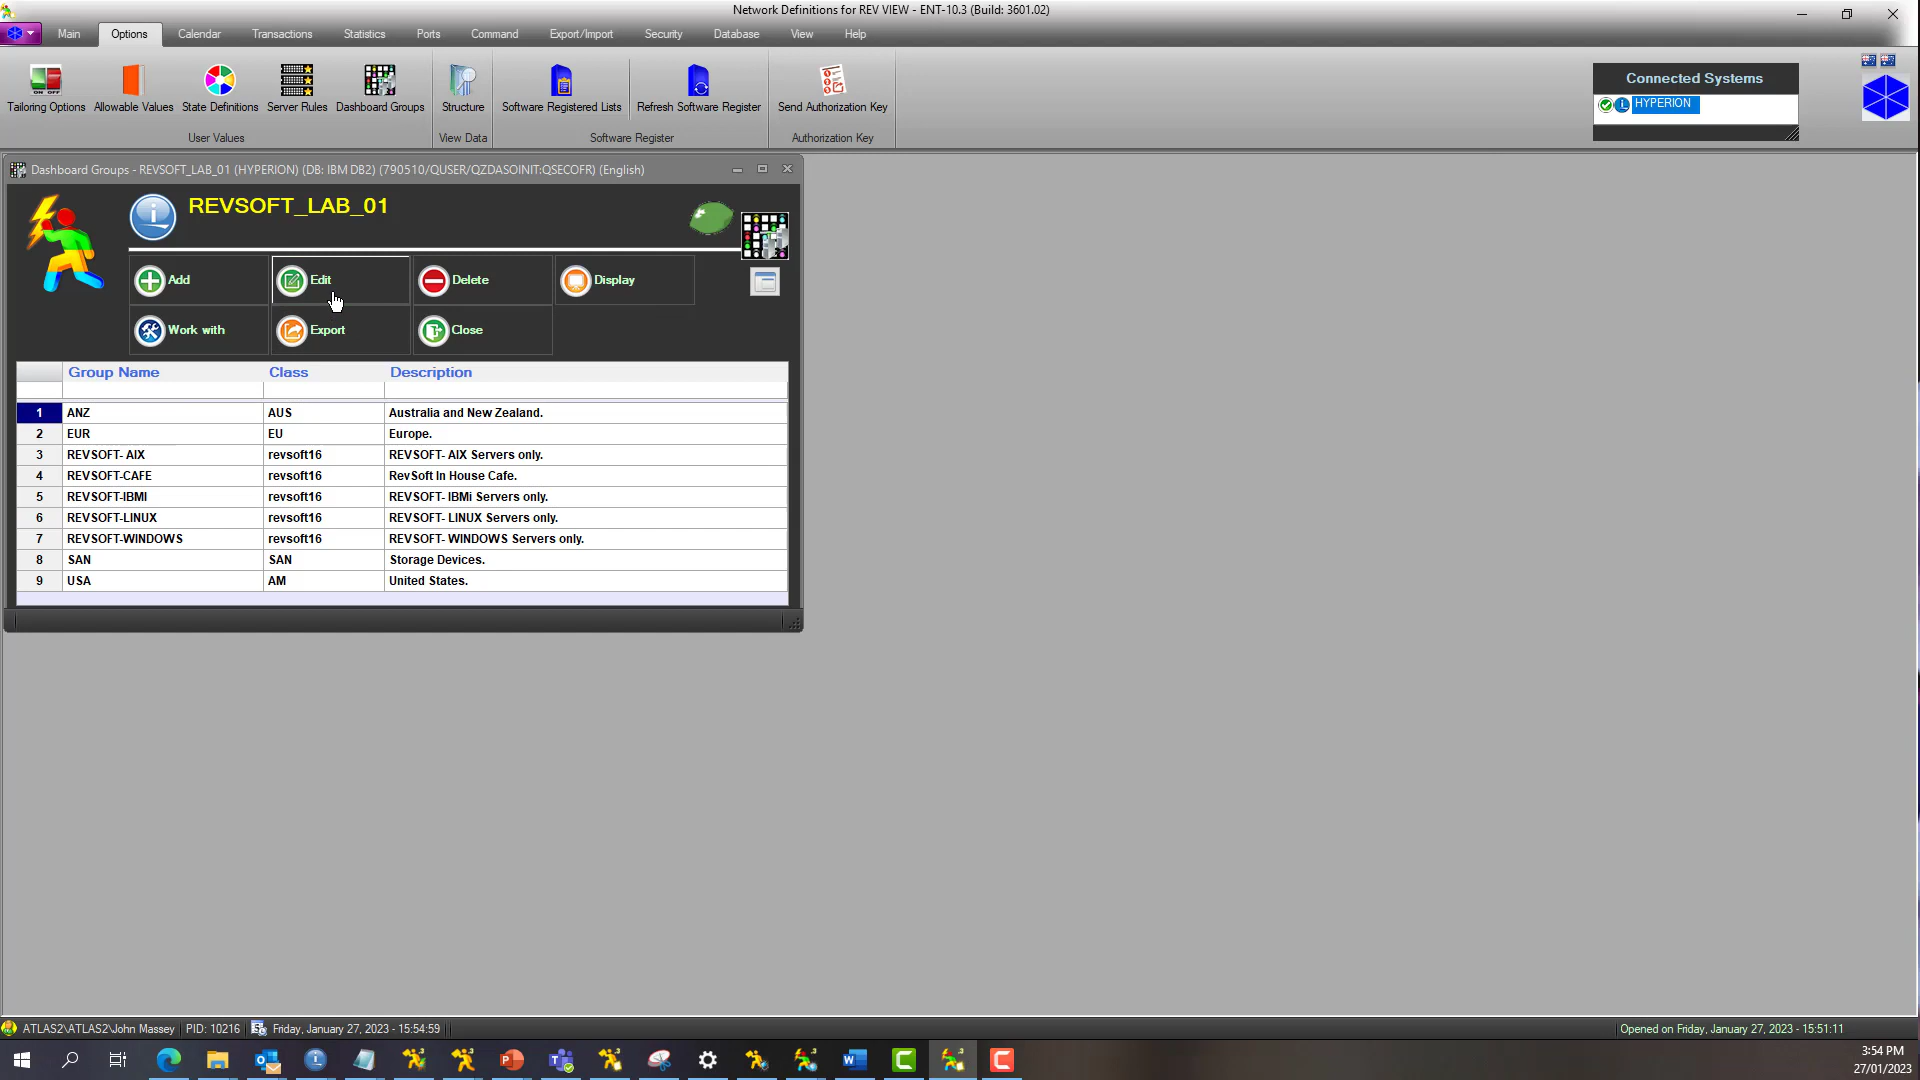 Network Definitions for REV VIEW - ENT-10.3 (Build: 3601.02)
Main Options Calendar Transactions Statistics Ports Command Export/Import Security Database View Help
Tailoring Options Allowable Values State Definitions Server Rules Dashboard Groups Structure Software Registered Lists Refresh Software Register Send Authorization Key
User Values View Data Software Register Authorization Key
Connected Systems
HYPERION
Dashboard Groups - REVSOFT_LAB_01 (HYPERION) (DB: IBM DB2) (790510/QUSER/QZDASOINIT:QSECOFR) (English)
REVSOFT_LAB_01
Add Edit Delete Display
Work with Export Close
Group Name Class Description
1 ANZ AUS Australia and New Zealand.
2 EUR EU Europe.
3 REVSOFT- AIX revsoft16 REVSOFT- AIX Servers only.
4 REVSOFT-CAFE revsoft16 RevSoft In House Cafe.
5 REVSOFT-IBMI revsoft16 REVSOFT- IBMi Servers only.
6 REVSOFT-LINUX revsoft16 REVSOFT- LINUX Servers only.
7 REVSOFT-WINDOWS revsoft16 REVSOFT- WINDOWS Servers only.
8 SAN SAN Storage Devices.
9 USA AM United States.
ATLAS2\ATLAS2\John Massey PID: 10216 Friday, January 27, 2023 - 15:54:59 Opened on Friday, January 27, 2023 - 15:51:11
3:54 PM
27/01/2023